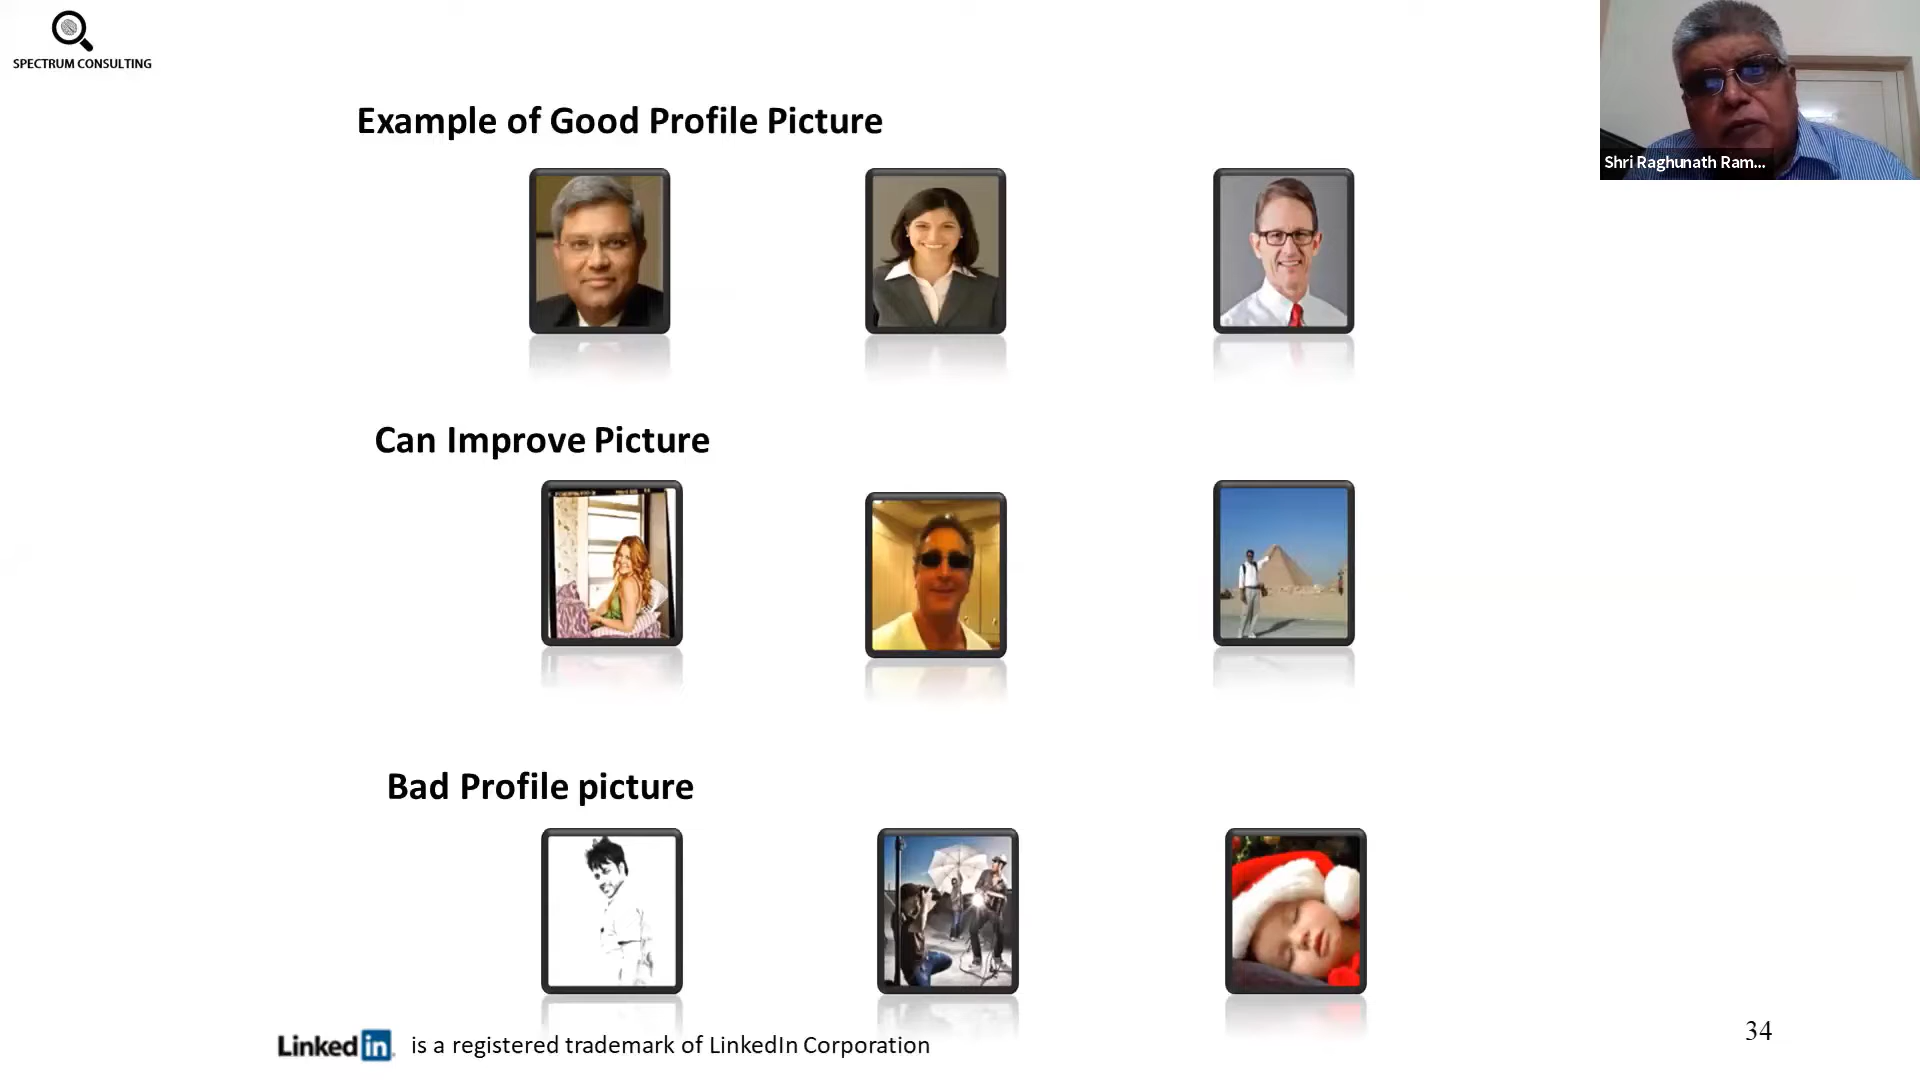 SPECTRUM CONSULTING
Example of Good Profile Picture
Shri Raghunath Ram...
Can Improve Picture
Bad Profile picture
Linked in is a registered trademark of LinkedIn Corporation
34